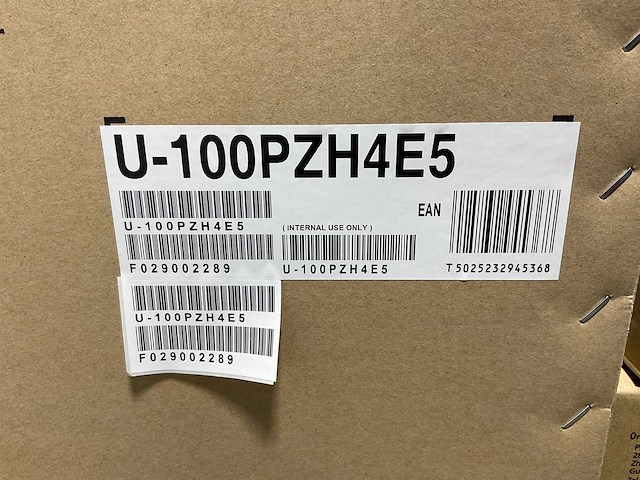 U-100PZH4E5
U-100PZH4E5
F029002289
( INTERNAL USE ONLY )
U-100PZH4E5
EAN
T5025232945368
U-100PZH4E5
F029002289